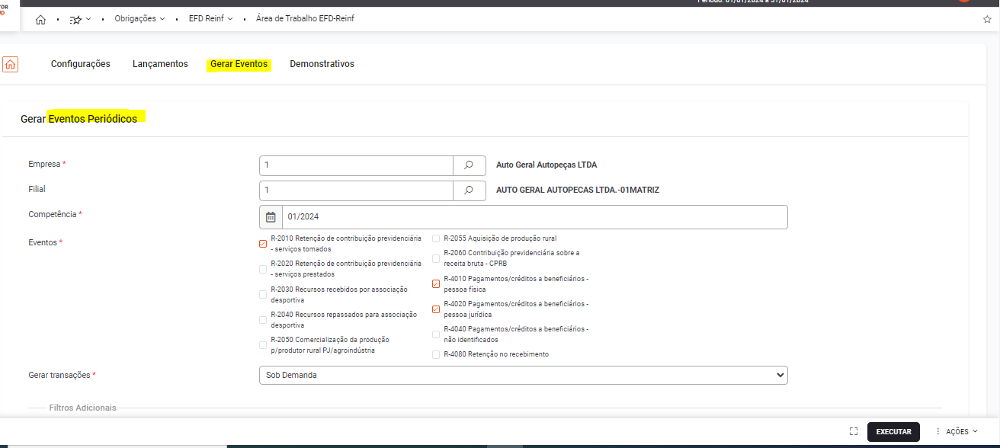 Período: 01/01/2024 a 31/01/2024
Obrigações
EFD Reinf
Área de Trabalho EFD-Reinf
Configurações
Lançamentos
Gerar Eventos
Demonstrativos
Gerar Eventos Periódicos
Empresa *
1
Auto Geral Autopeças LTDA
Filial
1
AUTO GERAL AUTOPECAS LTDA.-01MATRIZ
Competência *
01/2024
Eventos *
R-2010 Retenção de contribuição previdenciária
- serviços tomados
R-2020 Retenção de contribuição previdenciária
- serviços prestados
R-2030 Recursos recebidos por associação
desportiva
R-2040 Recursos repassados para associação
desportiva
R-2050 Comercialização da produção
p/produtor rural PJ/agroindústria
R-2055 Aquisição de produção rural
R-2060 Contribuição previdenciária sobre a
receita bruta - CPRB
R-4010 Pagamentos/créditos a beneficiários -
pessoa física
R-4020 Pagamentos/créditos a beneficiários -
pessoa jurídica
R-4040 Pagamentos/créditos a beneficiários -
não identificados
R-4080 Retenção no recebimento
Gerar transações *
Sob Demanda
Filtros Adicionais
EXECUTAR
AÇÕES